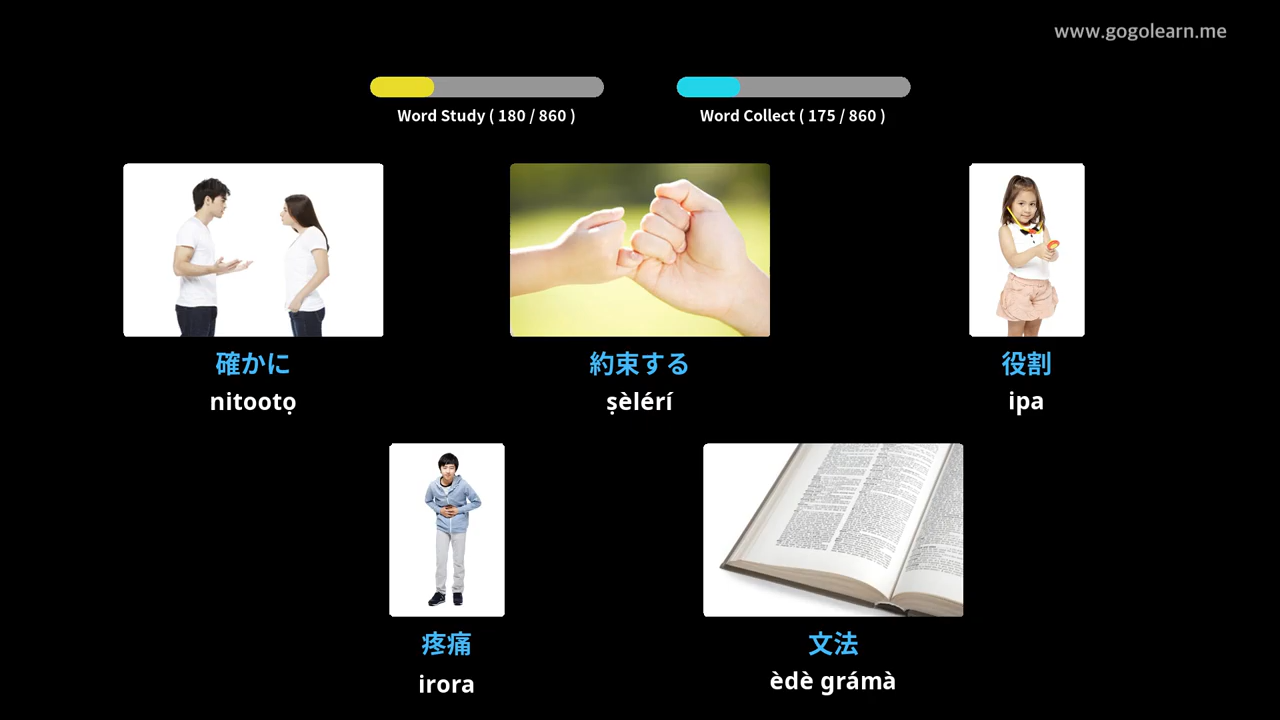 www.gogolearn.me
Word Study ( 180 / 860 )
Word Collect ( 175 / 860 )
確かに
nitootọ
約束する
ṣèlérí
役割
ipa
疼痛
irora
文法
èdè grámà